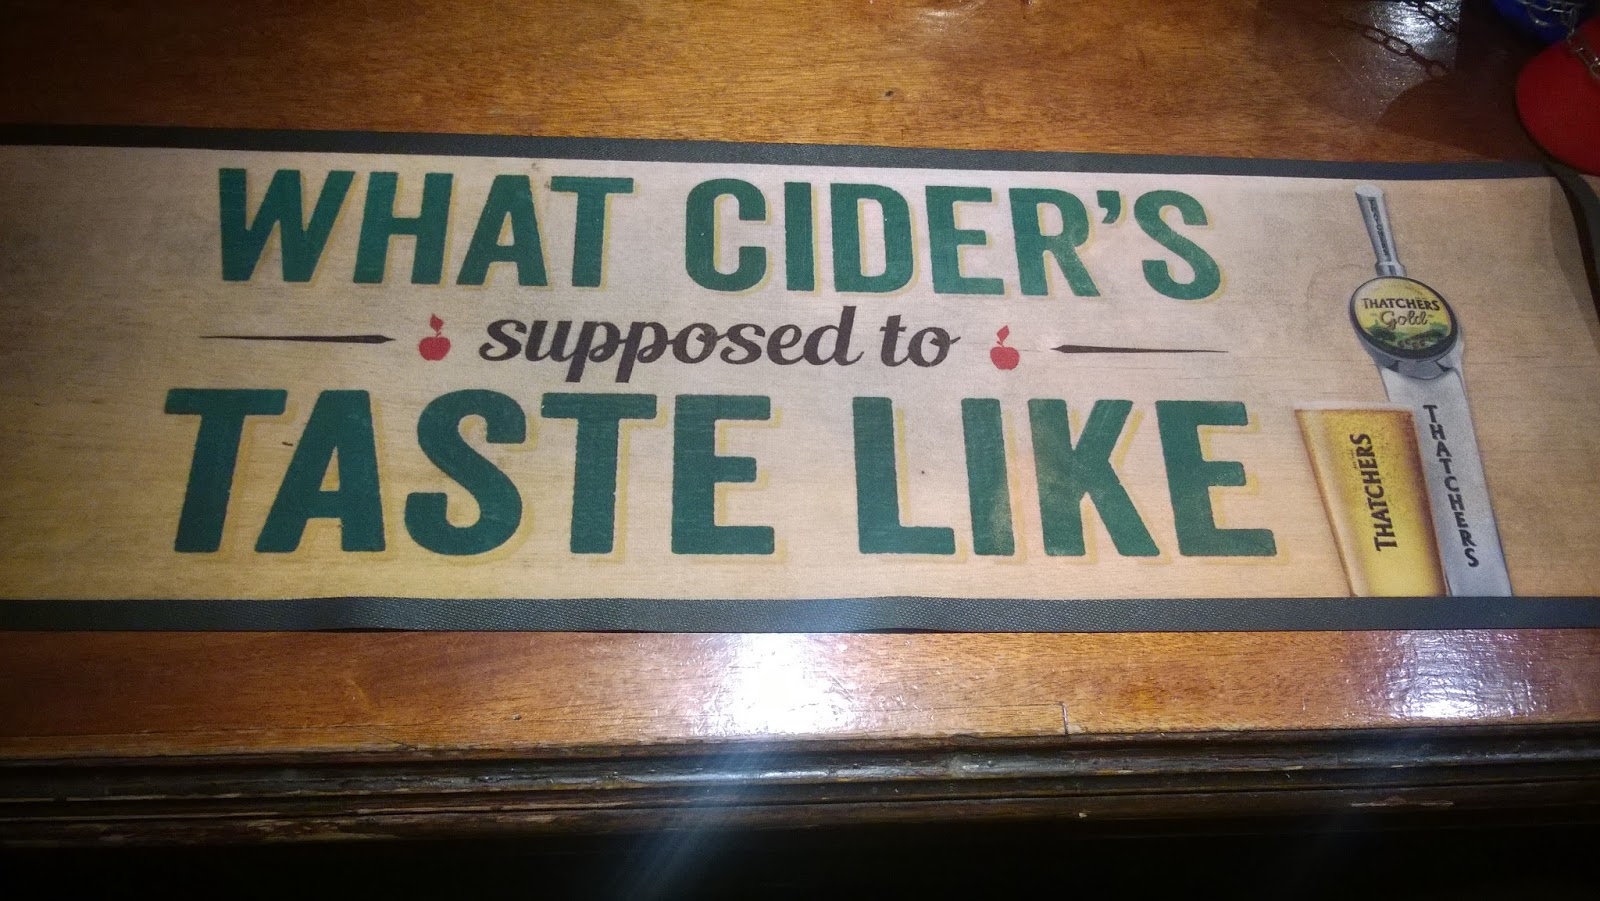 WHAT CIDER'S
supposed to
TASTE LIKE
THATCHERS
Gold
THATCHERS
THATCHERS